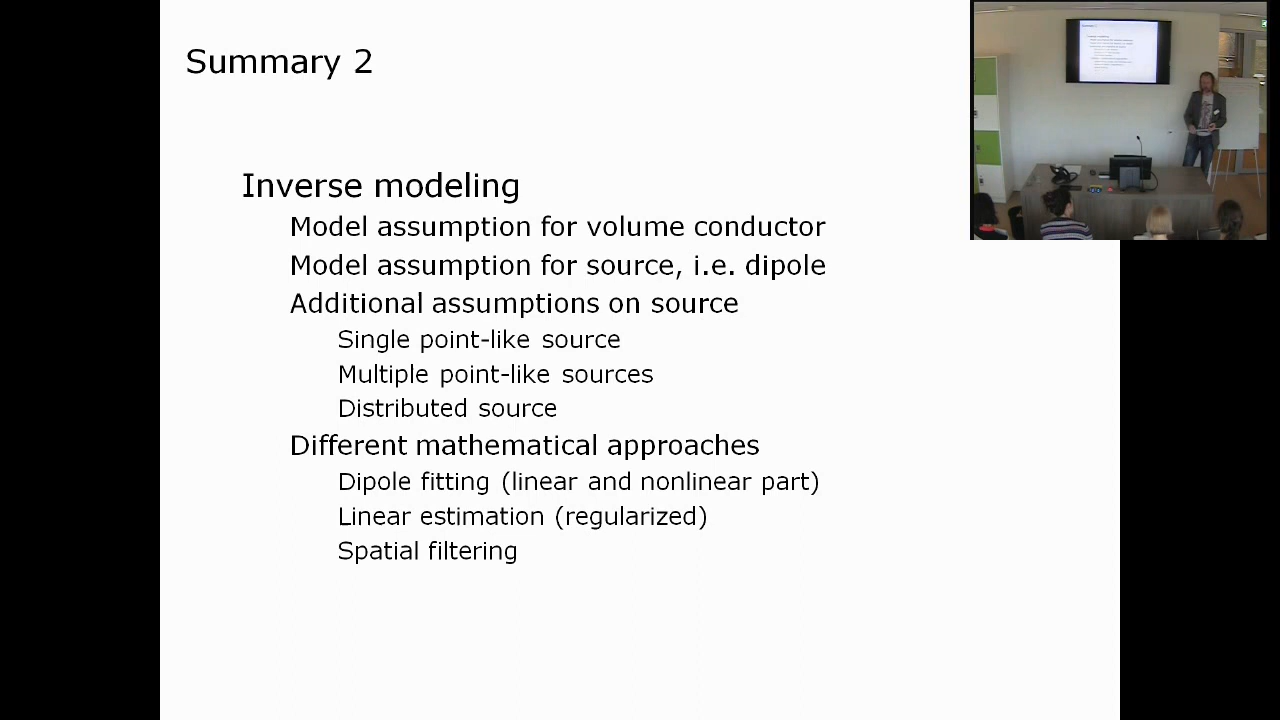 Summary 2
Inverse modeling
Model assumption for volume conductor
Model assumption for source, i.e. dipole
Additional assumptions on source
Single point-like source
Multiple point-like sources
Distributed source
Different mathematical approaches
Dipole fitting (linear and nonlinear part)
Linear estimation (regularized)
Spatial filtering